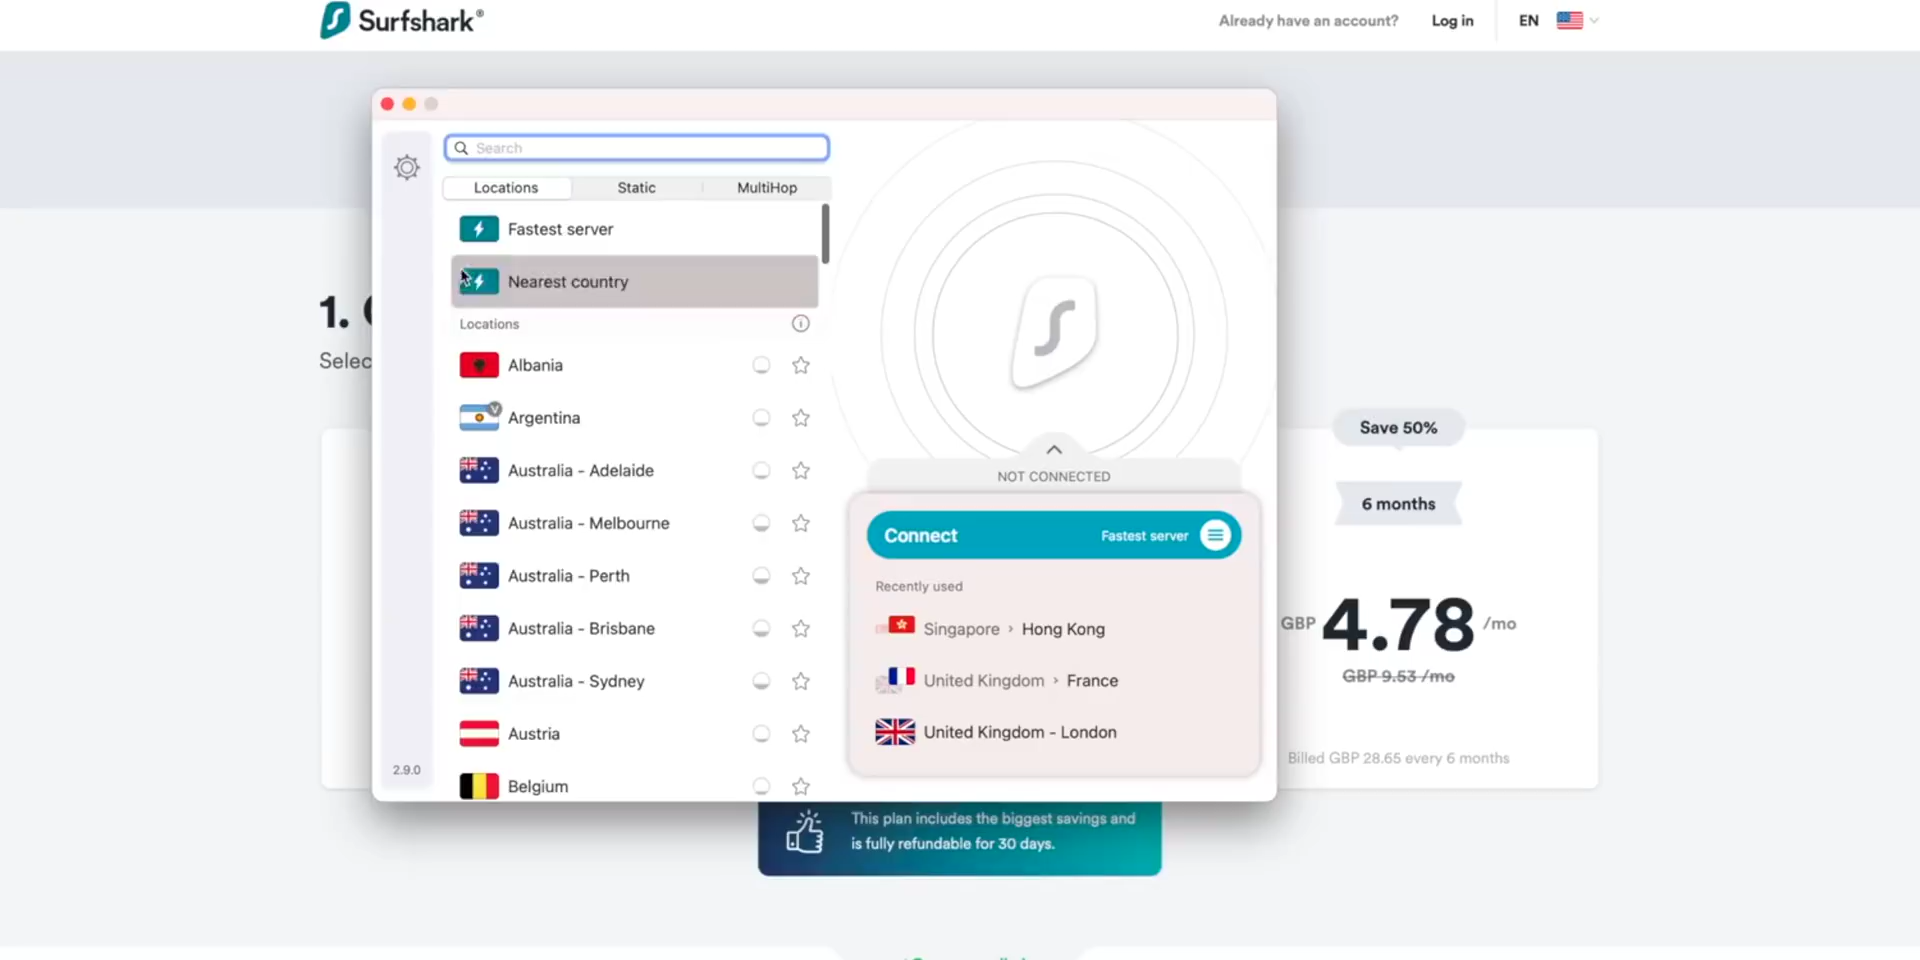 Surfshark®
Already have an account?
Log in
EN
Search
Locations
Static
MultiHop
Fastest server
Nearest country
Locations
Albania
V
Argentina
Australia - Adelaide
Australia - Melbourne
Australia - Perth
Australia - Brisbane
Australia - Sydney
Austria
Belgium
2.9.0
NOT CONNECTED
Connect
Fastest server
Recently used
Singapore › Hong Kong
United Kingdom › France
United Kingdom - London
1.
Selec
Save 50%
6 months
GBP 4.78 /mo
GBP 9.53 /mo
Billed GBP 28.65 every 6 months
This plan includes the biggest savings and
is fully refundable for 30 days.